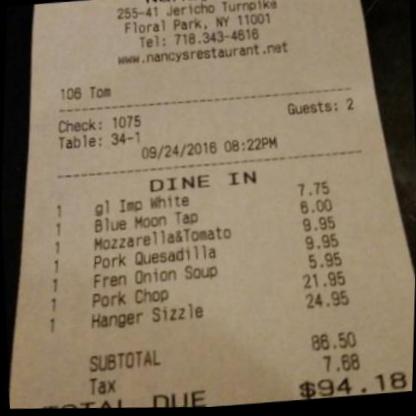 255-41 Jericho Turnpike
Floral Park, NY 11001
Tel: 718.343-4616
www.nancysrestaurant.net
106 Tom
Check: 1075 Guests: 2
Table: 34-1
09/24/2016 08:22PM
DINE IN
1 gl Imp White 7.75
1 Blue Moon Tap 6.00
1 Mozzarella&Tomato 9.95
1 Pork Quesadilla 9.95
1 Fren Onion Soup 5.95
1 Pork Chop 21.95
1 Hanger Sizzle 24.95
SUBTOTAL 86.50
Tax 7.68
TOTAL DUE $94.18